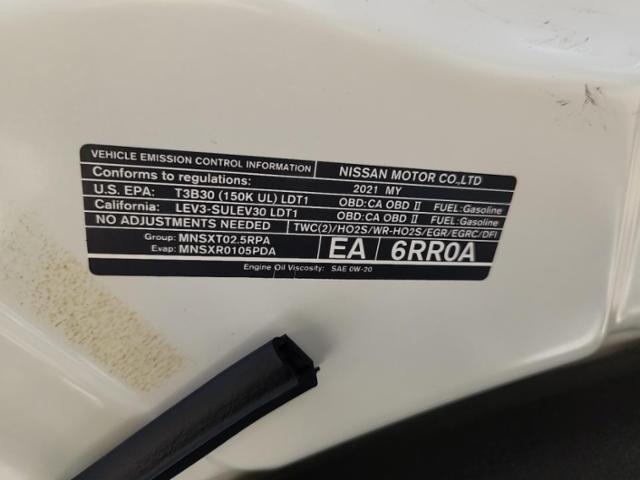 VEHICLE EMISSION CONTROL INFORMATION NISSAN MOTOR CO.,LTD
Conforms to regulations: 2021 MY
U.S. EPA: T3B30 (150K UL) LDT1 OBD:CA OBD II FUEL:Gasoline
California: LEV3-SULEV30 LDT1 OBD:CA OBD II FUEL:Gasoline
NO ADJUSTMENTS NEEDED TWC(2)/HO2S/WR-HO2S/EGR/EGRC/DFI
Group: MNSXT02.5RPA
Evap: MNSXR0105PDA
EA 6RR0A
Engine Oil Viscosity: SAE 0W-20